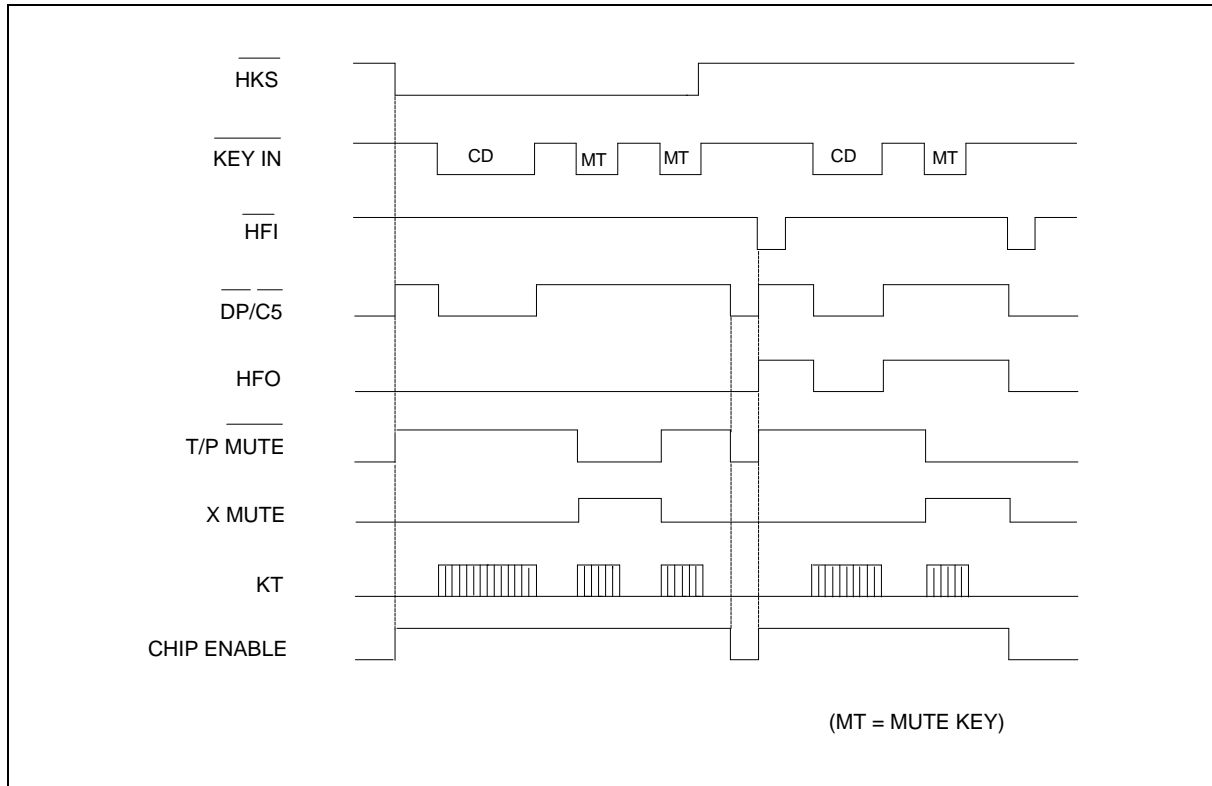 HKS
KEY IN
CD
MT
MT
CD
MT
HFI
DP/C5
HFO
T/P MUTE
X MUTE
KT
CHIP ENABLE
(MT = MUTE KEY)